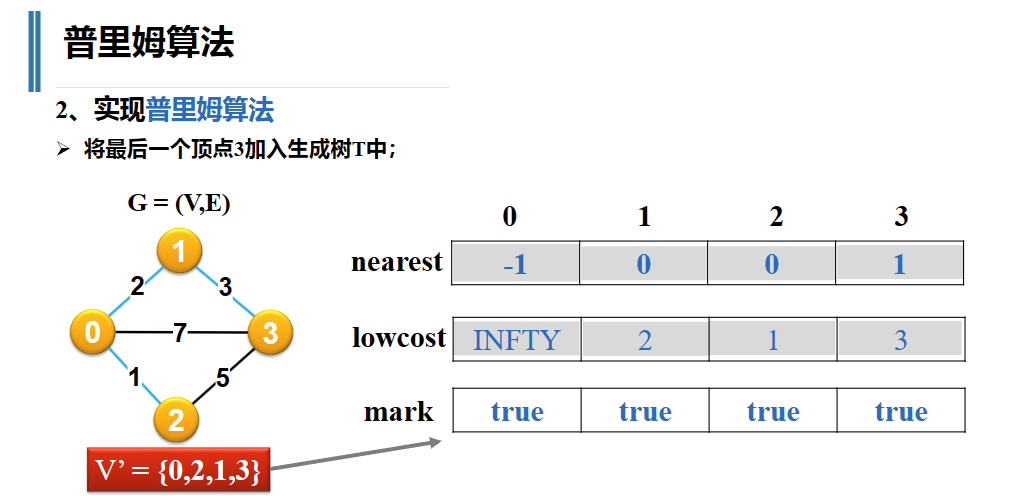 普里姆算法
2、实现普里姆算法
➢ 将最后一个顶点3加入生成树T中;
G = (V,E)
0 1 2 3
nearest -1 0 0 1
lowcost INFTY 2 1 3
mark true true true true
1
2 3
0 7 3
1 5
2
V’ = {0,2,1,3}